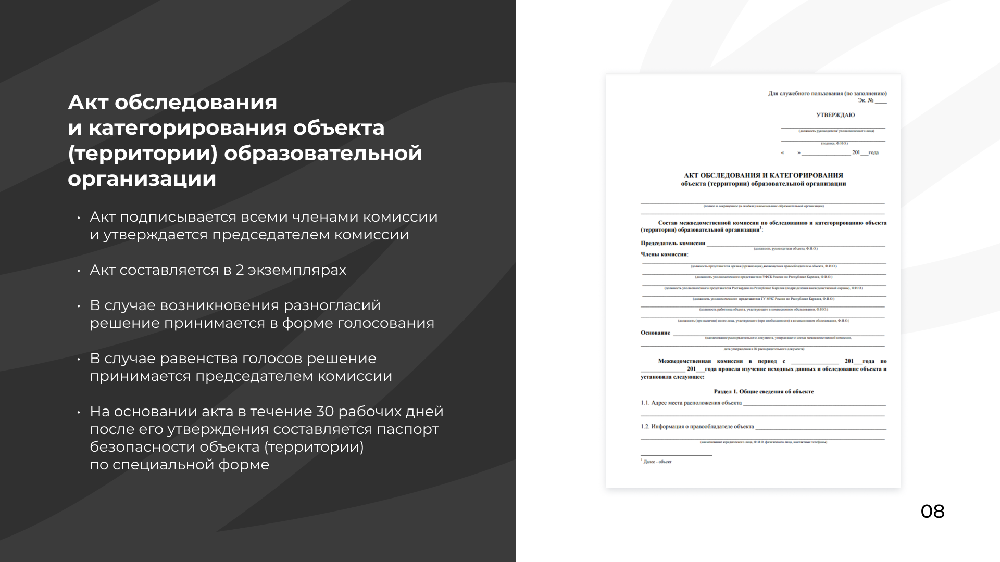 Акт обследования
и категорирования объекта
(территории) образовательной
организации
• Акт подписывается всеми членами комиссии
и утверждается председателем комиссии
• Акт составляется в 2 экземплярах
• В случае возникновения разногласий
решение принимается в форме голосования
• В случае равенства голосов решение
принимается председателем комиссии
• На основании акта в течение 30 рабочих дней
после его утверждения составляется паспорт
безопасности объекта (территории)
по специальной форме
Для служебного пользования (по заполнению)
Эк. № ____
УТВЕРЖДАЮ
(должность руководителя/ уполномоченного лица)
(подпись, Ф.И.О.)
« » ________________ 201___года
АКТ ОБСЛЕДОВАНИЯ И КАТЕГОРИРОВАНИЯ
объекта (территории) образовательной организации
(полное и сокращенное (в скобках) наименование образовательной организации)
Состав межведомственной комиссии по обследованию и категорированию объекта
(территории) образовательной организации1:
Председатель комиссии ________________
(должность руководителя объекта, Ф.И.О.)
Члены комиссии:
(должность представителя органа (организации),являющегося правообладателем объекта, Ф.И.О.)
(должность уполномоченного представителя УФСБ России по Республике Карелия, Ф.И.О.)
(должность уполномоченного представителя Росгвардии по Республике Карелия (подразделения вневедомственной охраны), Ф.И.О.)
(должность уполномоченного представителя ГУ МЧС России по Республике Карелия, Ф.И.О.)
(должность работника объекта, участвующего в комиссионном обследовании, Ф.И.О.)
(должность (при наличии) иного лица, участвующего (при необходимости) в комиссионном обследовании, Ф.И.О.)
Основание ________________
(наименование распорядительного документа, утвердившего состав межведомственной комиссии,
дата утверждения и № распорядительного документа)
Межведомственная комиссия в период с ________________ 201___года по
_______________ 201___года провела изучение исходных данных и обследование объекта и
установила следующее:
Раздел 1. Общие сведения об объекте
1.1. Адрес места расположения объекта ________________
1.2. Информация о правообладателе объекта ________________
(наименование юридического лица, Ф.И.О. физического лица, контактные телефоны)
1 Далее - объект
08